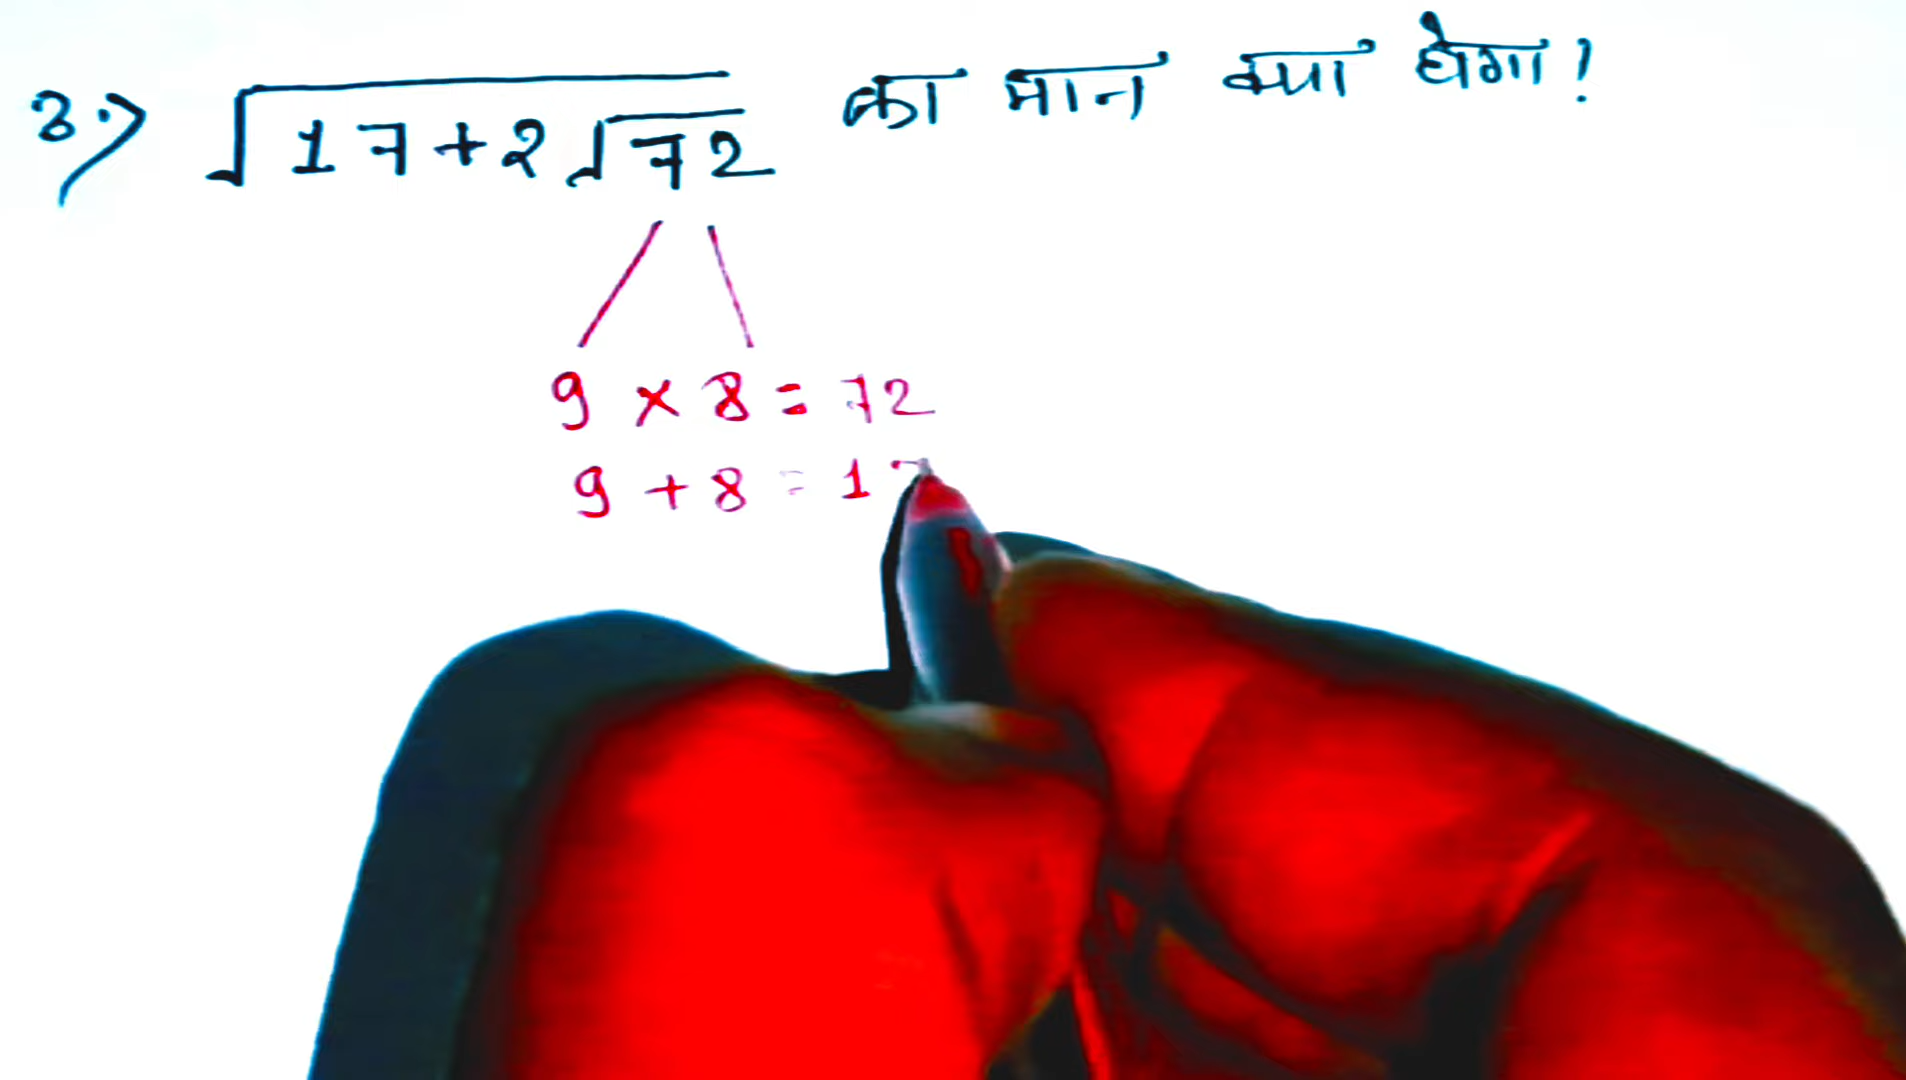 3.) √17+2√72 का मान क्या होगा?
9 × 8 = 72
9 + 8 = 17